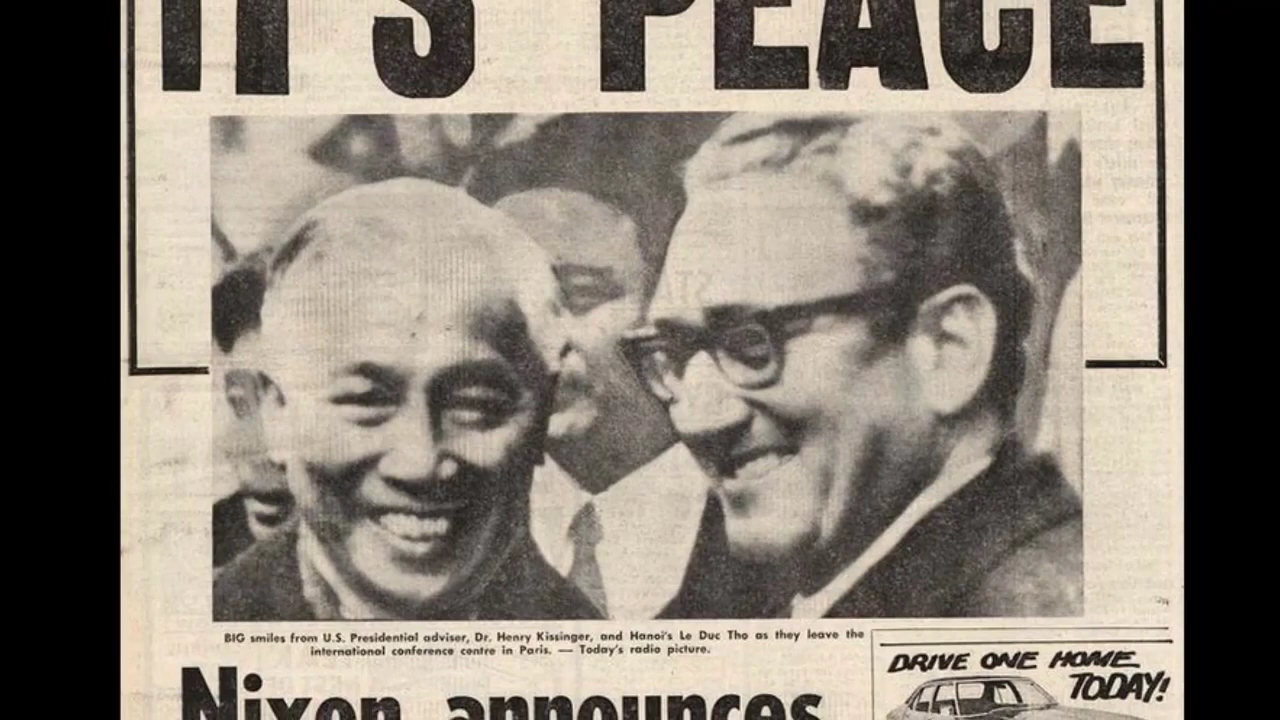 IT'S PEACE
BIG smiles from U.S. Presidential adviser, Dr. Henry Kissinger, and Hanoi's Le Duc Tho as they leave the
international conference centre in Paris. — Today's radio picture.
Nixon announces
DRIVE ONE HOME
TODAY!